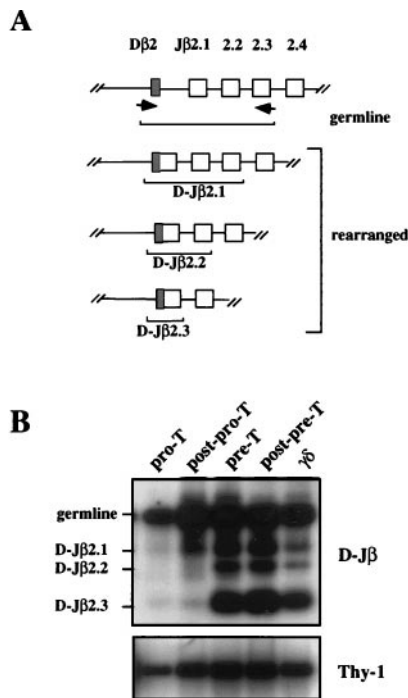 A
Dβ2 Jβ2.1 2.2 2.3 2.4
germline
D-Jβ2.1
D-Jβ2.2
rearranged
D-Jβ2.3
B
pro-T post-pro-T pre-T post-pre-T γδ
germline
D-Jβ2.1
D-Jβ
D-Jβ2.2
D-Jβ2.3
Thy-1